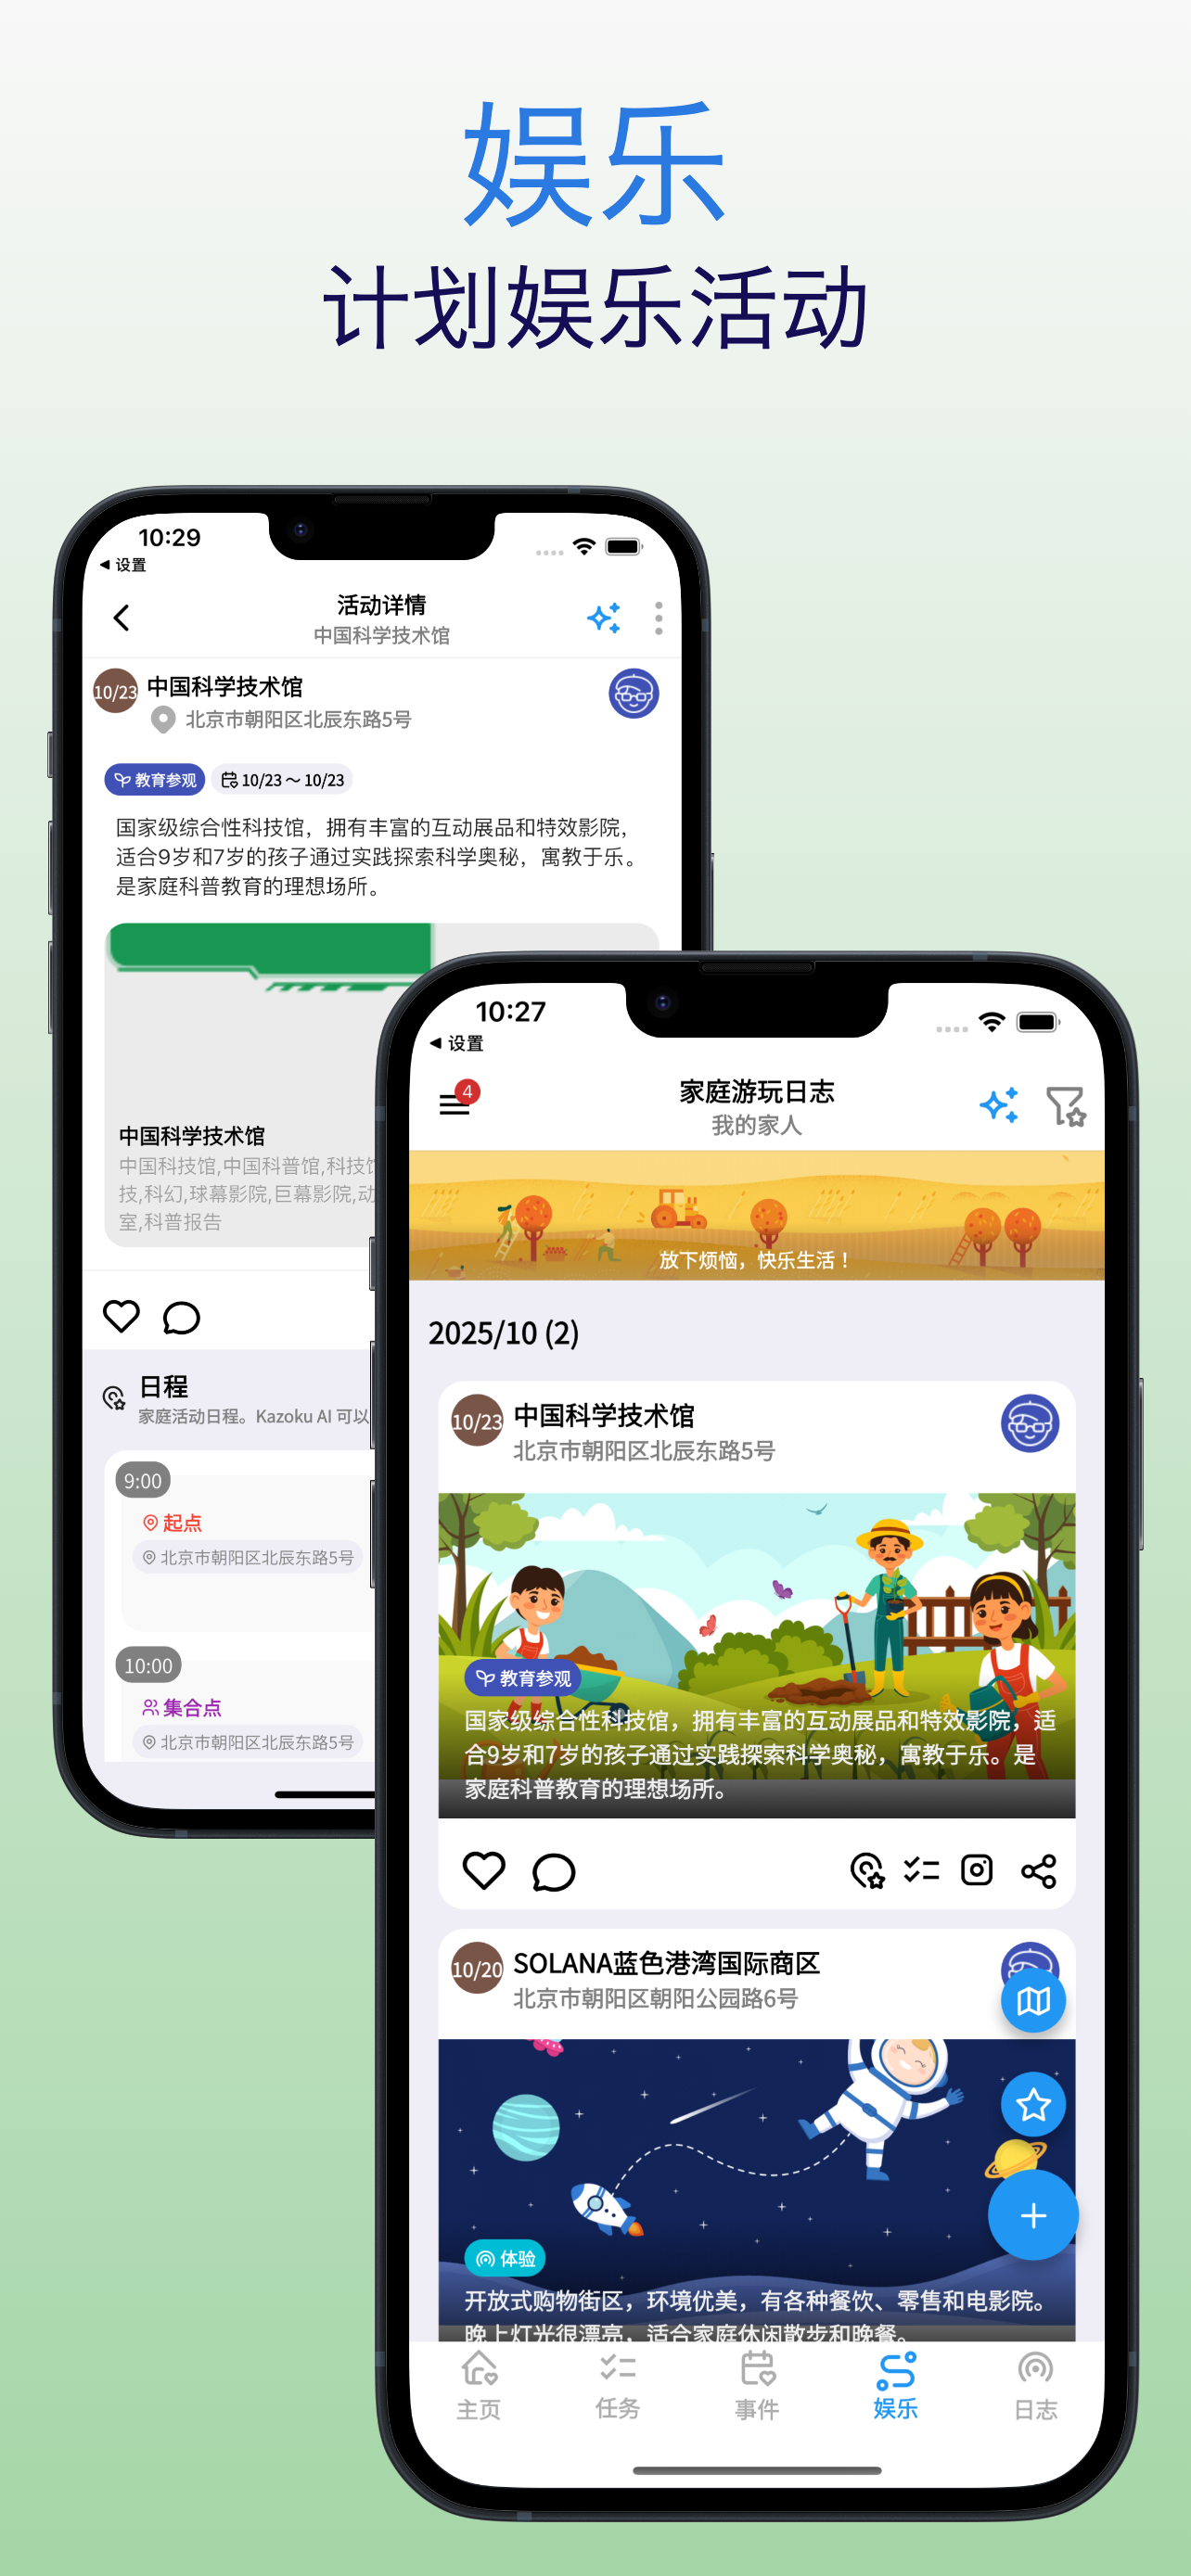 娱乐
计划娱乐活动
10:29
◀ 设置
活动详情
中国科学技术馆
10/23
中国科学技术馆
北京市朝阳区北辰东路5号
教育参观
10/23 ～ 10/23
国家级综合性科技馆，拥有丰富的互动展品和特效影院，
适合9岁和7岁的孩子通过实践探索科学奥秘，寓教于乐。
是家庭科普教育的理想场所。
中国科学技术馆
中国科技馆,中国科普馆,科技
技,科幻,球幕影院,巨幕影院,动
室,科普报告
日程
家庭活动日程。Kazoku AI 可以
9:00
起点
北京市朝阳区北辰东路5号
10:00
集合点
北京市朝阳区北辰东路5号
10:27
◀ 设置
4
家庭游玩日志
我的家人
放下烦恼，快乐生活！
2025/10 (2)
10/23
中国科学技术馆
北京市朝阳区北辰东路5号
教育参观
国家级综合性科技馆，拥有丰富的互动展品和特效影院，适
合9岁和7岁的孩子通过实践探索科学奥秘，寓教于乐。是
家庭科普教育的理想场所。
10/20
SOLANA蓝色港湾国际商区
北京市朝阳区朝阳公园路6号
体验
开放式购物街区，环境优美，有各种餐饮、零售和电影院。
晚上灯光很漂亮，适合家庭休闲散步和晚餐。
主页
任务
事件
娱乐
日志